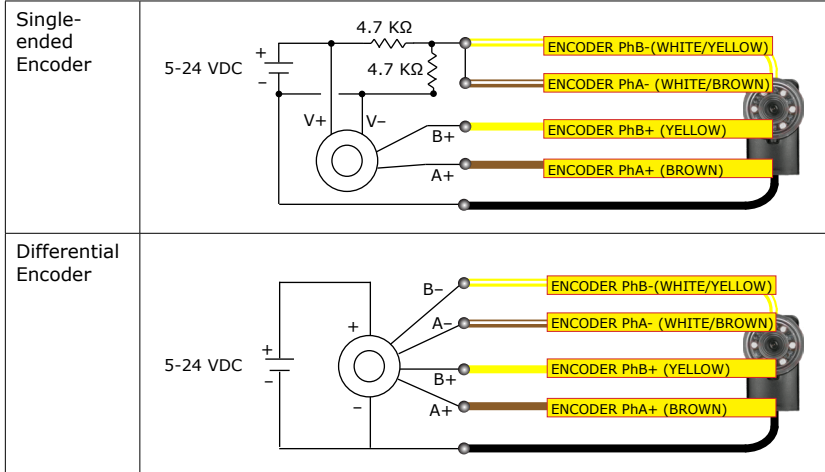 Single-
ended
Encoder
4.7 KΩ
+
5-24 VDC
4.7 KΩ
–
V+
V–
B+
A+
ENCODER PhB-(WHITE/YELLOW)
ENCODER PhA- (WHITE/BROWN)
ENCODER PhB+ (YELLOW)
ENCODER PhA+ (BROWN)
Differential
Encoder
B–
+
A–
+
5-24 VDC
–
B+
–
A+
ENCODER PhB-(WHITE/YELLOW)
ENCODER PhA- (WHITE/BROWN)
ENCODER PhB+ (YELLOW)
ENCODER PhA+ (BROWN)